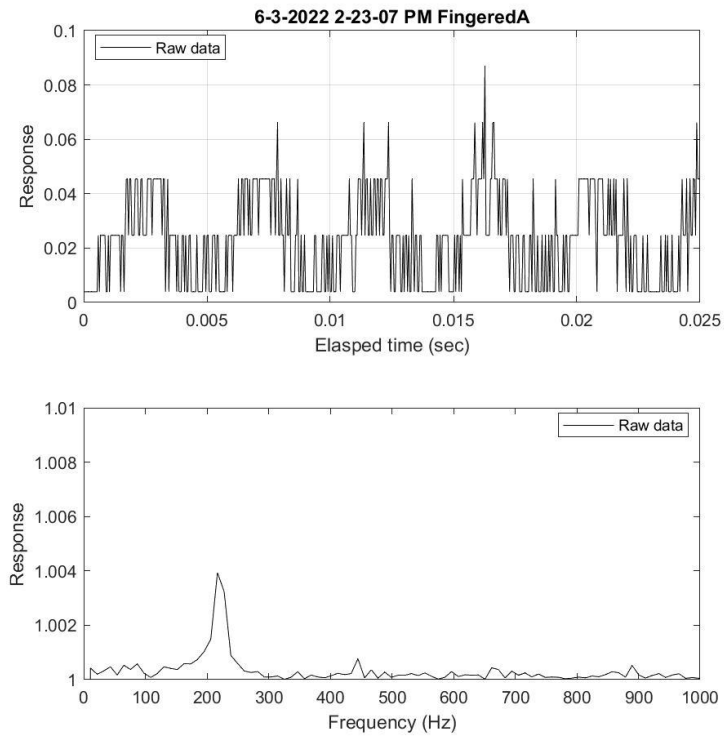 6-3-2022 2-23-07 PM FingeredA
0.1
Raw data
0.08
0.06
Response
0.04
0.02
0
0 0.005 0.01 0.015 0.02 0.025
Elasped time (sec)
1.01
Raw data
1.008
1.006
Response
1.004
1.002
1
0 100 200 300 400 500 600 700 800 900 1000
Frequency (Hz)